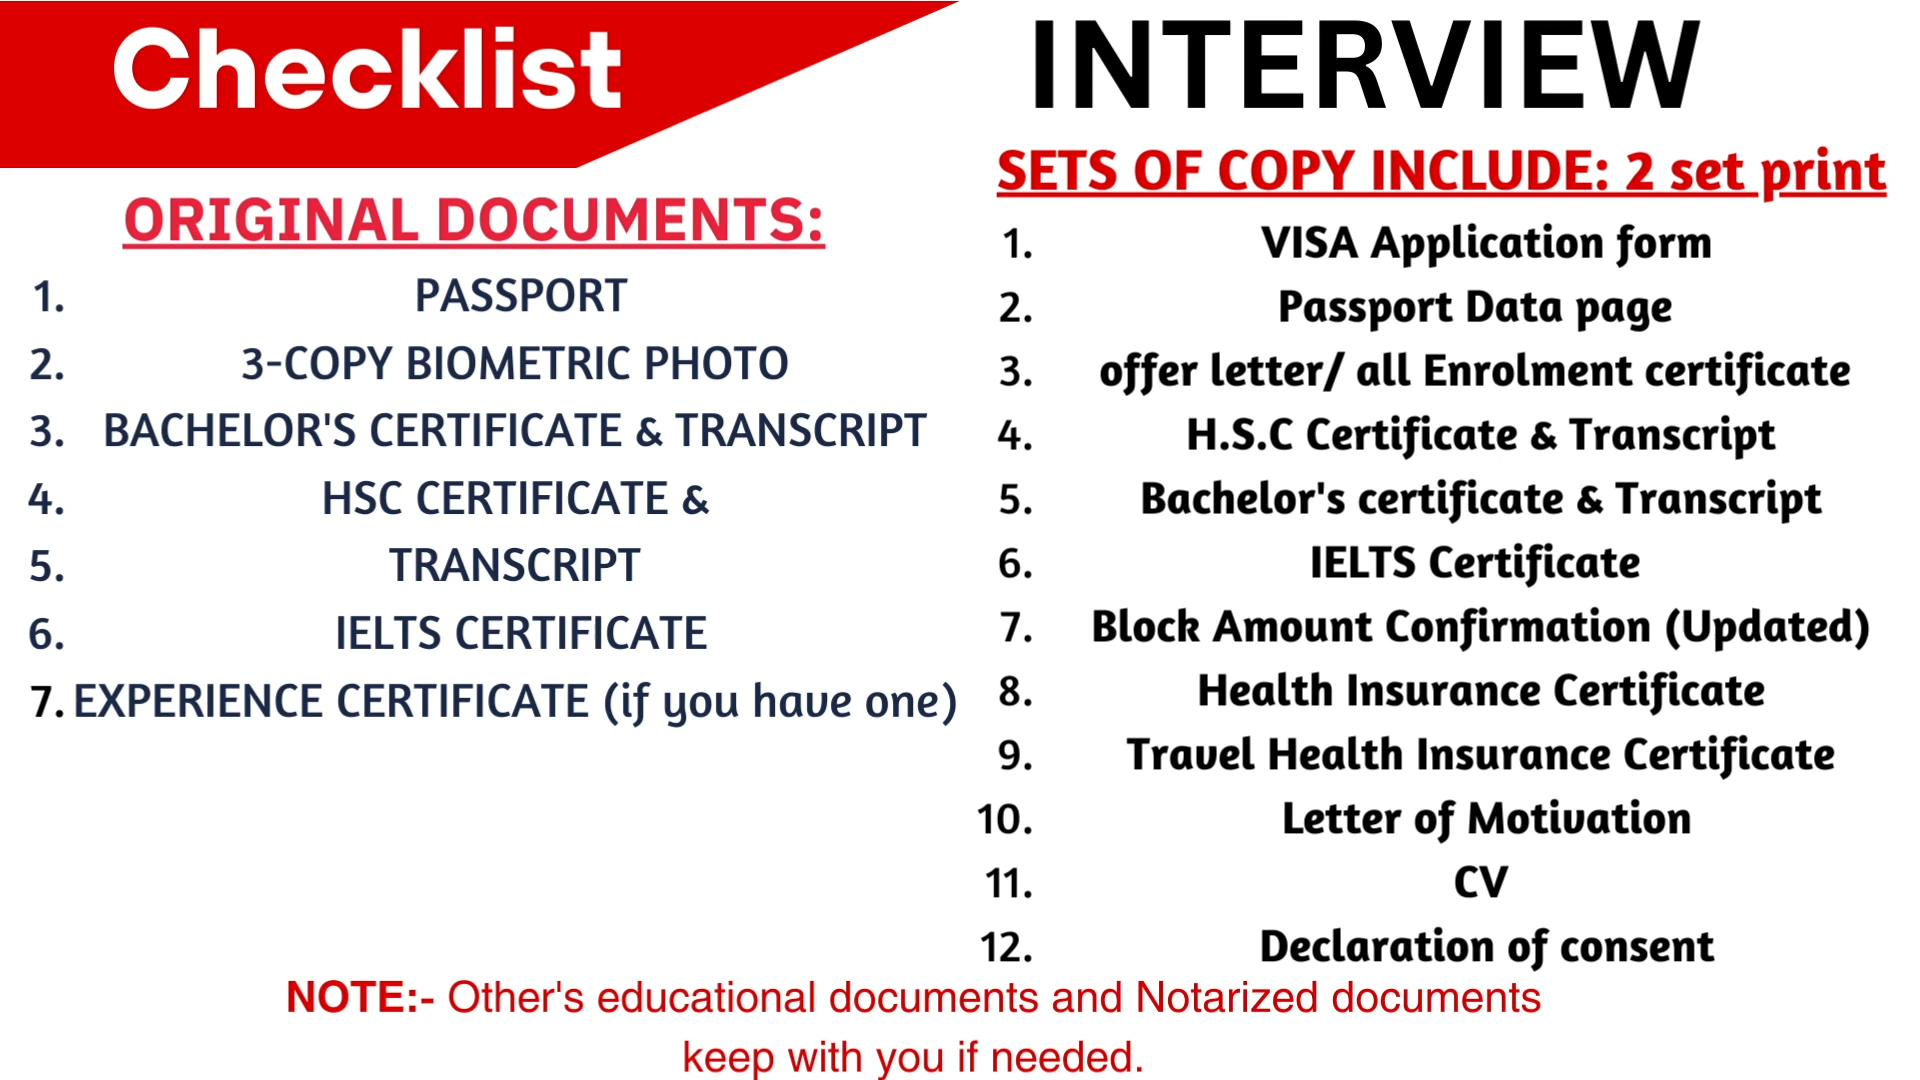 Checklist
ORIGINAL DOCUMENTS:
1. PASSPORT
2. 3-COPY BIOMETRIC PHOTO
3. BACHELOR'S CERTIFICATE & TRANSCRIPT
4. HSC CERTIFICATE &
5. TRANSCRIPT
6. IELTS CERTIFICATE
7. EXPERIENCE CERTIFICATE (if you have one)
INTERVIEW
SETS OF COPY INCLUDE: 2 set print
1. VISA Application form
2. Passport Data page
3. offer letter/ all Enrolment certificate
4. H.S.C Certificate & Transcript
5. Bachelor's certificate & Transcript
6. IELTS Certificate
7. Block Amount Confirmation (Updated)
8. Health Insurance Certificate
9. Travel Health Insurance Certificate
10. Letter of Motivation
11. CV
12. Declaration of consent
NOTE:- Other's educational documents and Notarized documents
keep with you if needed.